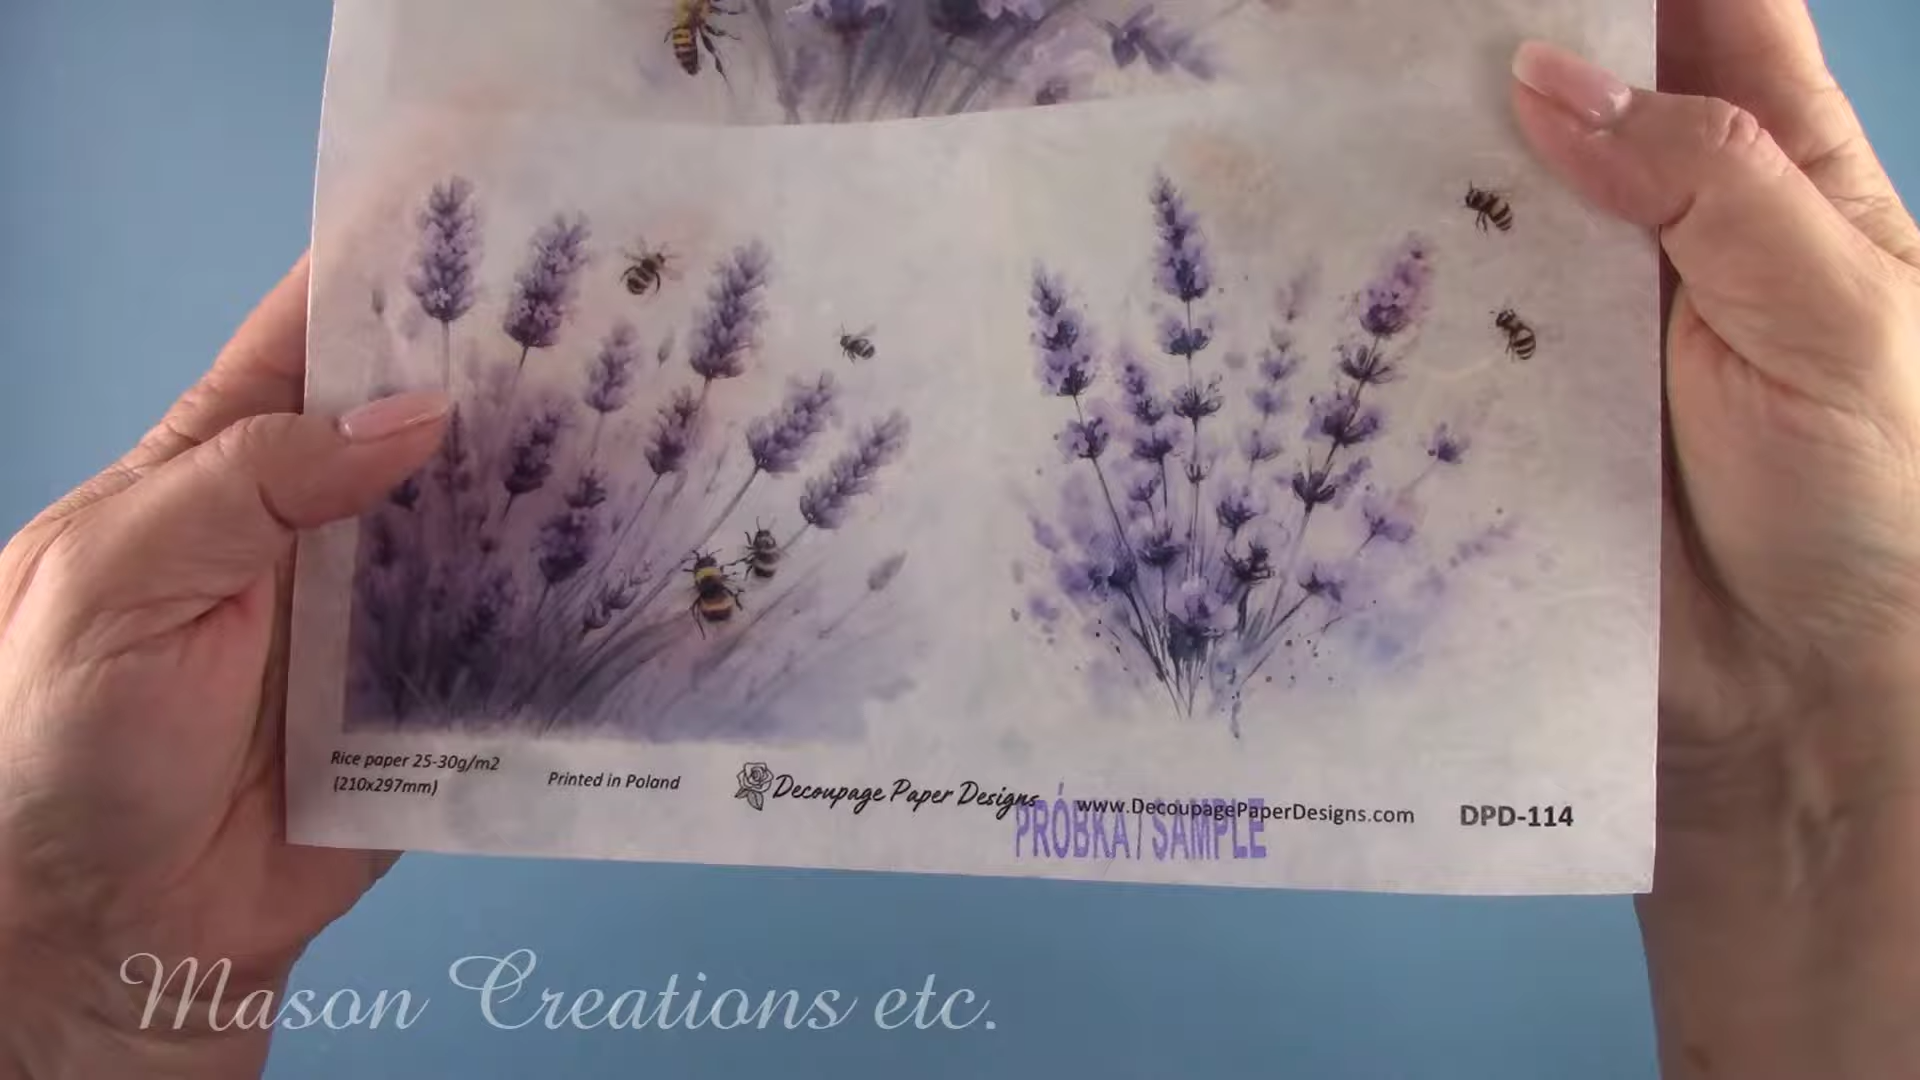 Rice paper 25-30g/m2
(210x297mm)
Printed in Poland
Decoupage Paper Designs
www.DecoupagePaperDesigns.com
DPD-114
PRÓBKA / SAMPLE
Mason Creations etc.